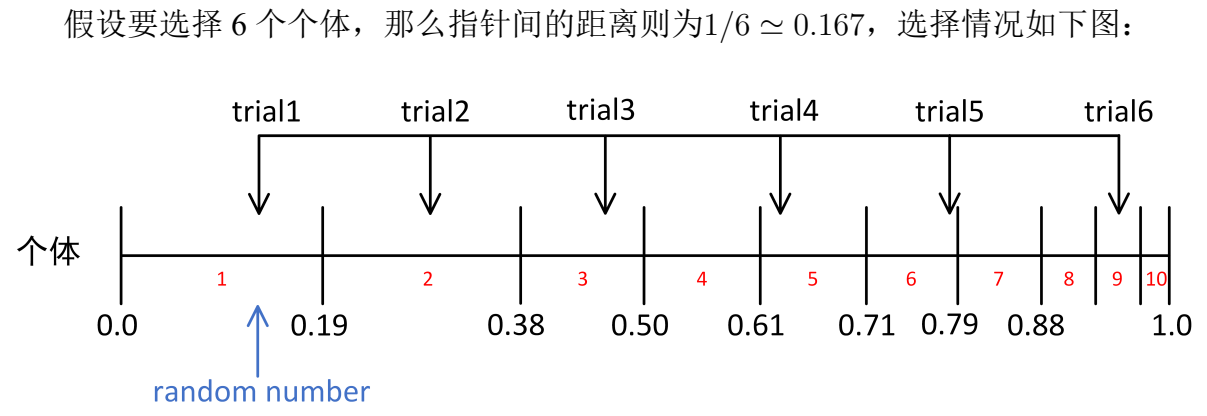 假设要选择 6 个个体，那么指针间的距离则为1/6 ≃ 0.167，选择情况如下图：
trial1 trial2 trial3 trial4 trial5 trial6
个体
1 2 3 4 5 6 7 8 9 10
0.0 0.19 0.38 0.50 0.61 0.71 0.79 0.88 1.0
random number